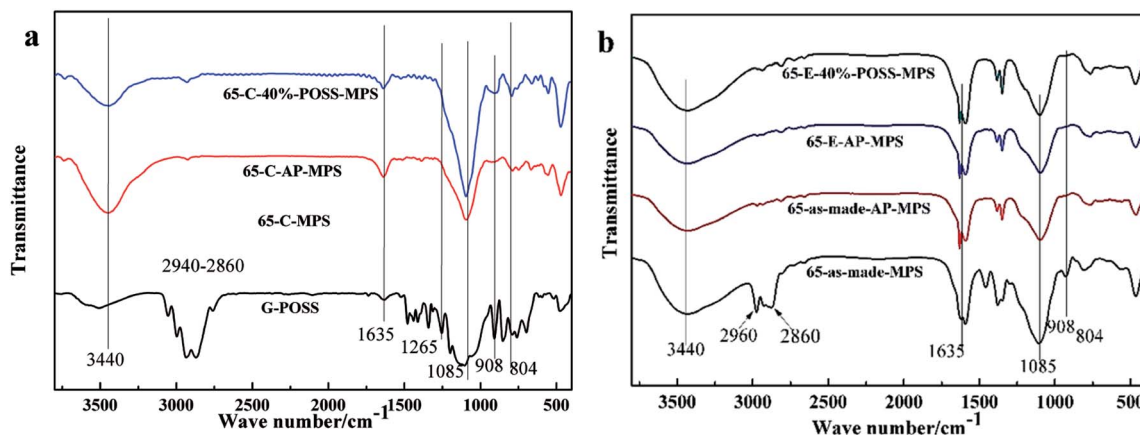 a
Transmittance
65-C-40%-POSS-MPS
65-C-AP-MPS
65-C-MPS
2940-2860
G-POSS
3440
1635
1265
1085
908
804
3500 3000 2500 2000 1500 1000 500
Wave number/cm-1
b
Transmittance
65-E-40%-POSS-MPS
65-E-AP-MPS
65-as-made-AP-MPS
65-as-made-MPS
3440
2960
2860
1635
1085
908
804
3500 3000 2500 2000 1500 1000 500
Wave number/cm-1